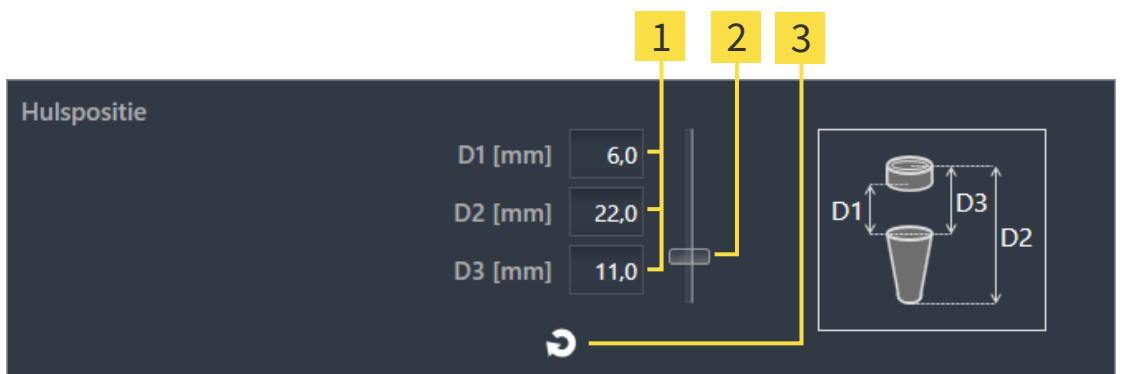 1 2 3
Hulspositie
D1 [mm] 6,0
D2 [mm] 22,0
D3 [mm] 11,0
D1 D3
D2